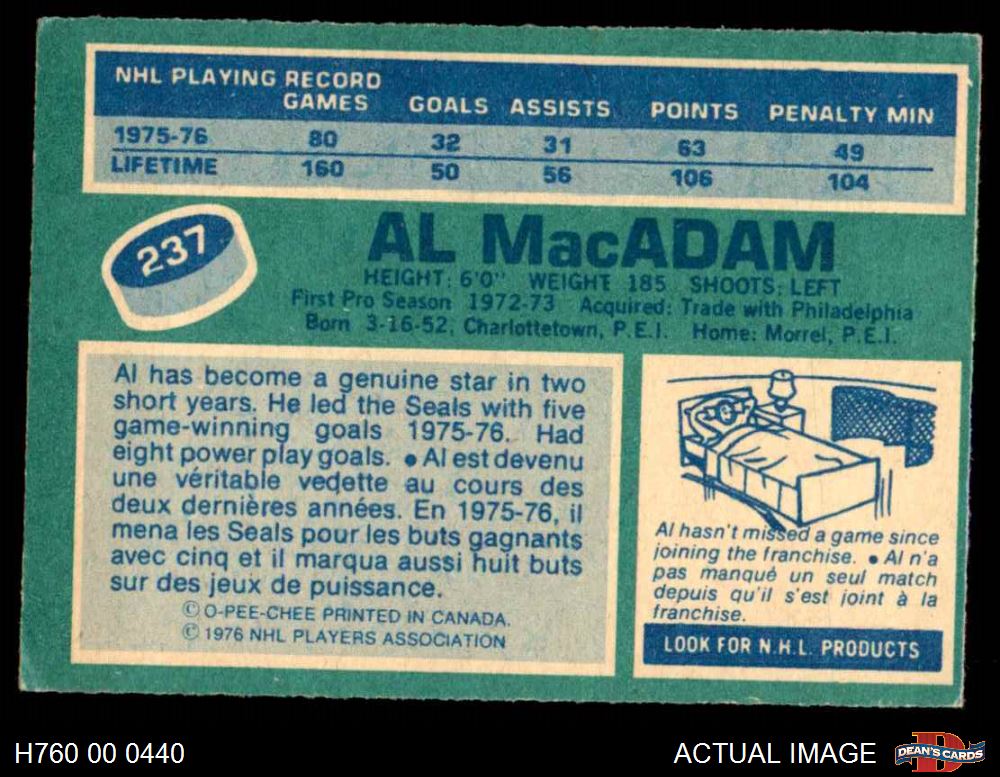 NHL PLAYING RECORD
GAMES GOALS ASSISTS POINTS PENALTY MIN
1975-76 80 32 31 63 49
LIFETIME 160 50 56 106 104
237
AL MacADAM
HEIGHT: 6'0" WEIGHT 185 SHOOTS: LEFT
First Pro Season 1972-73 Acquired: Trade with Philadelphia
Born 3-16-52, Charlottetown, P.E.I. Home: Morrel, P.E.I.
Al has become a genuine star in two
short years. He led the Seals with five
game-winning goals 1975-76. Had
eight power play goals. ● Al est devenu
une véritable vedette au cours des
deux dernières années. En 1975-76, il
mena les Seals pour les buts gagnants
avec cinq et il marqua aussi huit buts
sur des jeux de puissance.
© O-PEE-CHEE PRINTED IN CANADA.
© 1976 NHL PLAYERS ASSOCIATION
Al hasn't missed a game since
joining the franchise. ● Al n'a
pas manqué un seul match
depuis qu'il s'est joint à la
franchise.
LOOK FOR N.H.L. PRODUCTS
H760 00 0440
ACTUAL IMAGE
D
DEAN'S CARDS